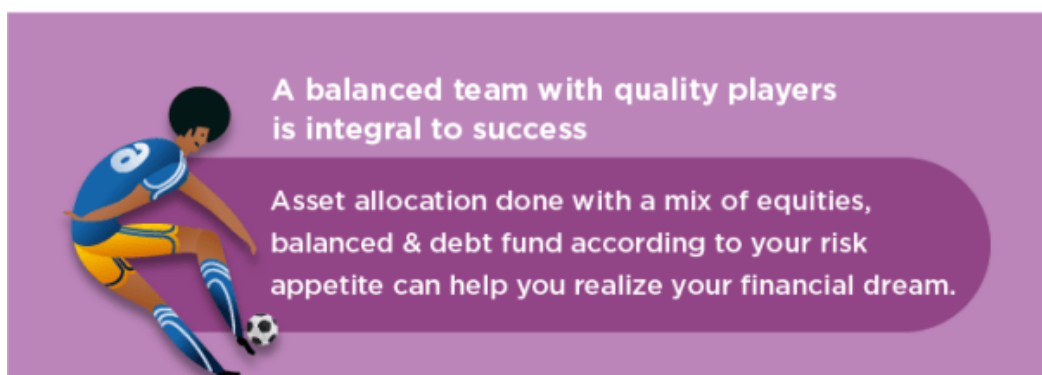 A balanced team with quality players
is integral to success
Asset allocation done with a mix of equities,
balanced & debt fund according to your risk
appetite can help you realize your financial dream.